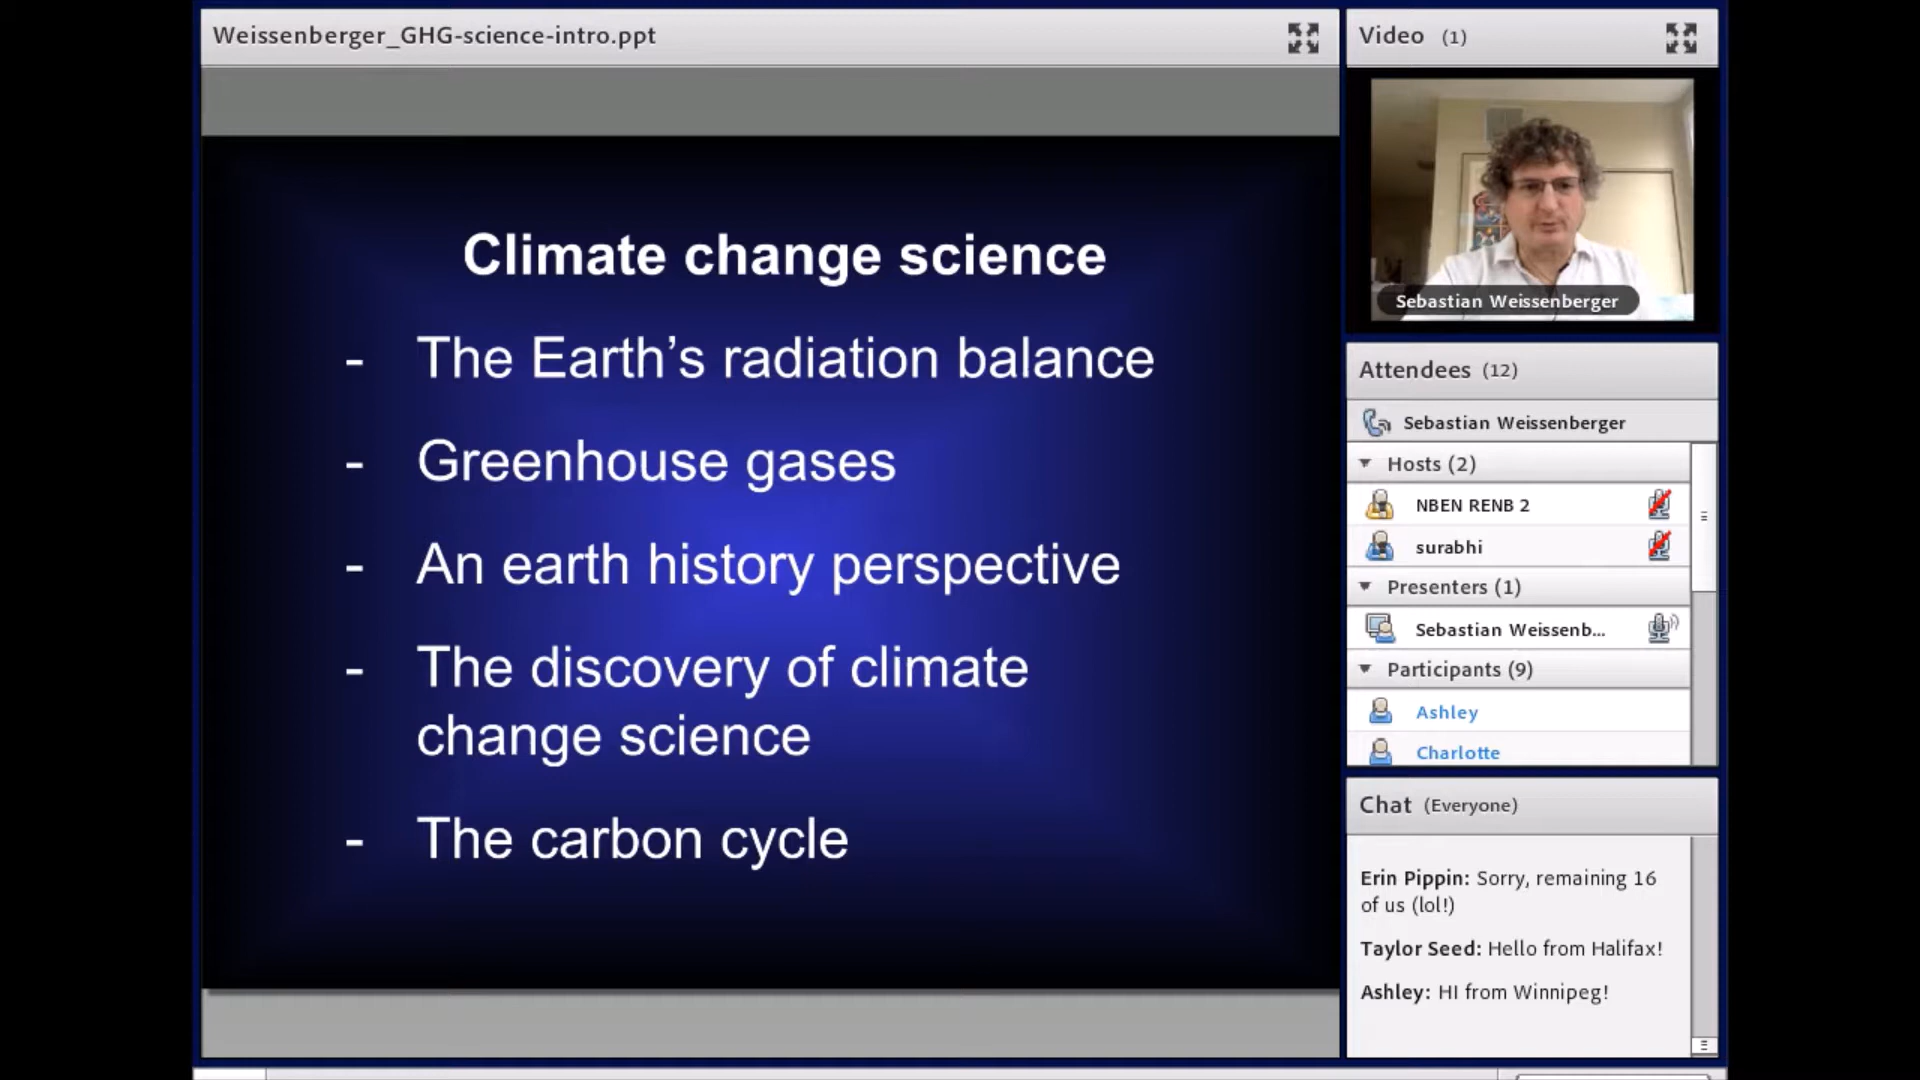 Weissenberger_GHG-science-intro.ppt
Climate change science
- The Earth’s radiation balance
- Greenhouse gases
- An earth history perspective
- The discovery of climate
change science
- The carbon cycle
Video (1)
Sebastian Weissenberger
Attendees (12)
Sebastian Weissenberger
Hosts (2)
NBEN RENB 2
surabhi
Presenters (1)
Sebastian Weissenb...
Participants (9)
Ashley
Charlotte
Chat (Everyone)
Erin Pippin: Sorry, remaining 16
of us (lol!)
Taylor Seed: Hello from Halifax!
Ashley: HI from Winnipeg!